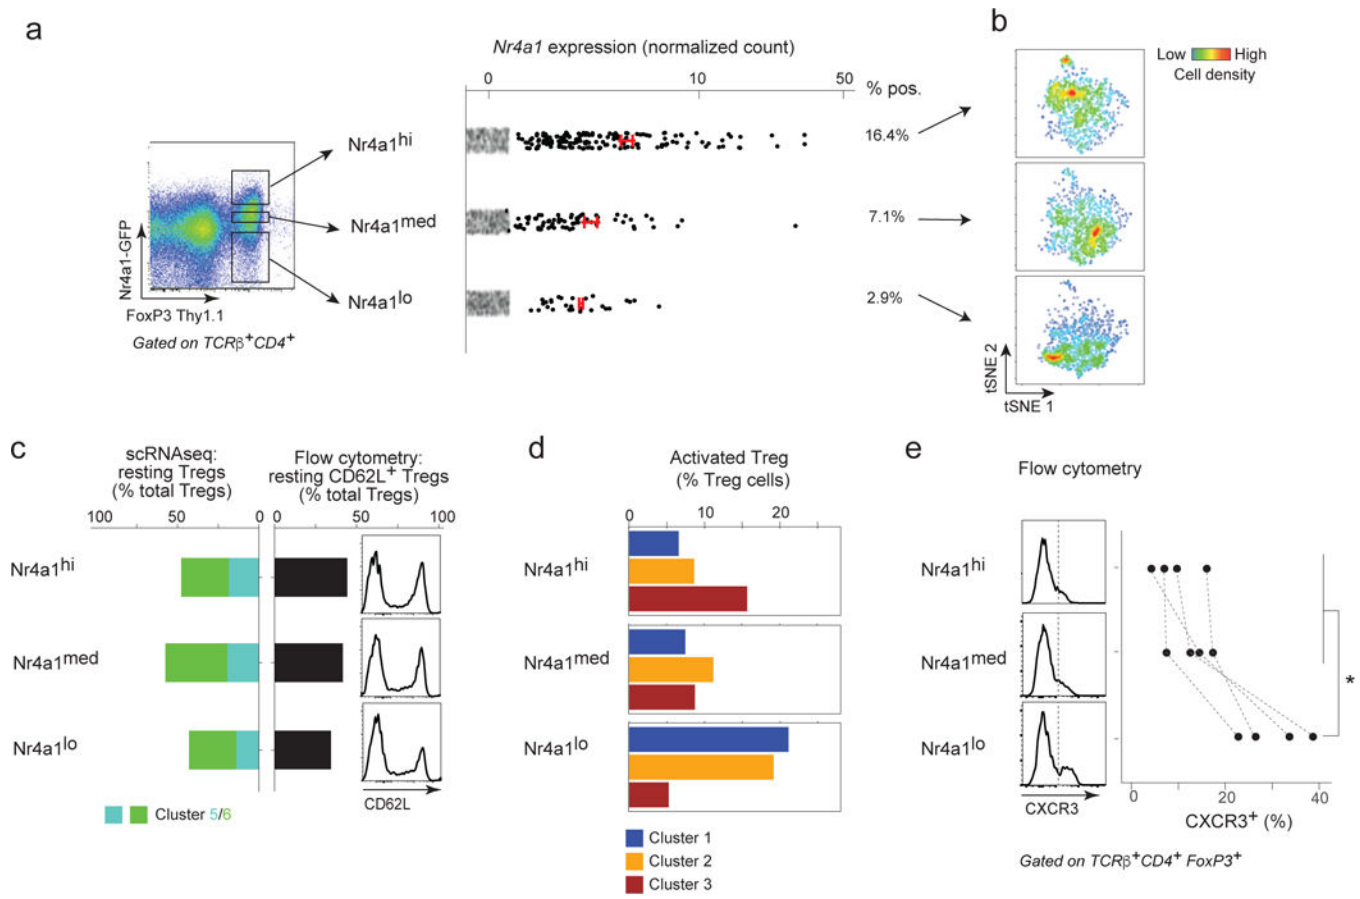 a
Nr4a1 expression (normalized count)
0 10 50
% pos.
Nr4a1hi
16.4%
Nr4a1med
7.1%
Nr4a1lo
2.9%
Nr4a1-GFP
FoxP3 Thy1.1
Gated on TCRβ+CD4+
b
Low High
Cell density
tSNE 2
tSNE 1
c
scRNAseq:
resting Tregs
(% total Tregs)
Flow cytometry:
resting CD62L+ Tregs
(% total Tregs)
100 50 0
0 50 100
Nr4a1hi
Nr4a1med
Nr4a1lo
CD62L
Cluster 5/6
d
Activated Treg
(% Treg cells)
0 10 20
Nr4a1hi
Nr4a1med
Nr4a1lo
Cluster 1
Cluster 2
Cluster 3
e
Flow cytometry
Nr4a1hi
Nr4a1med
Nr4a1lo
*
CXCR3
0 20 40
CXCR3+ (%)
Gated on TCRβ+CD4+ FoxP3+